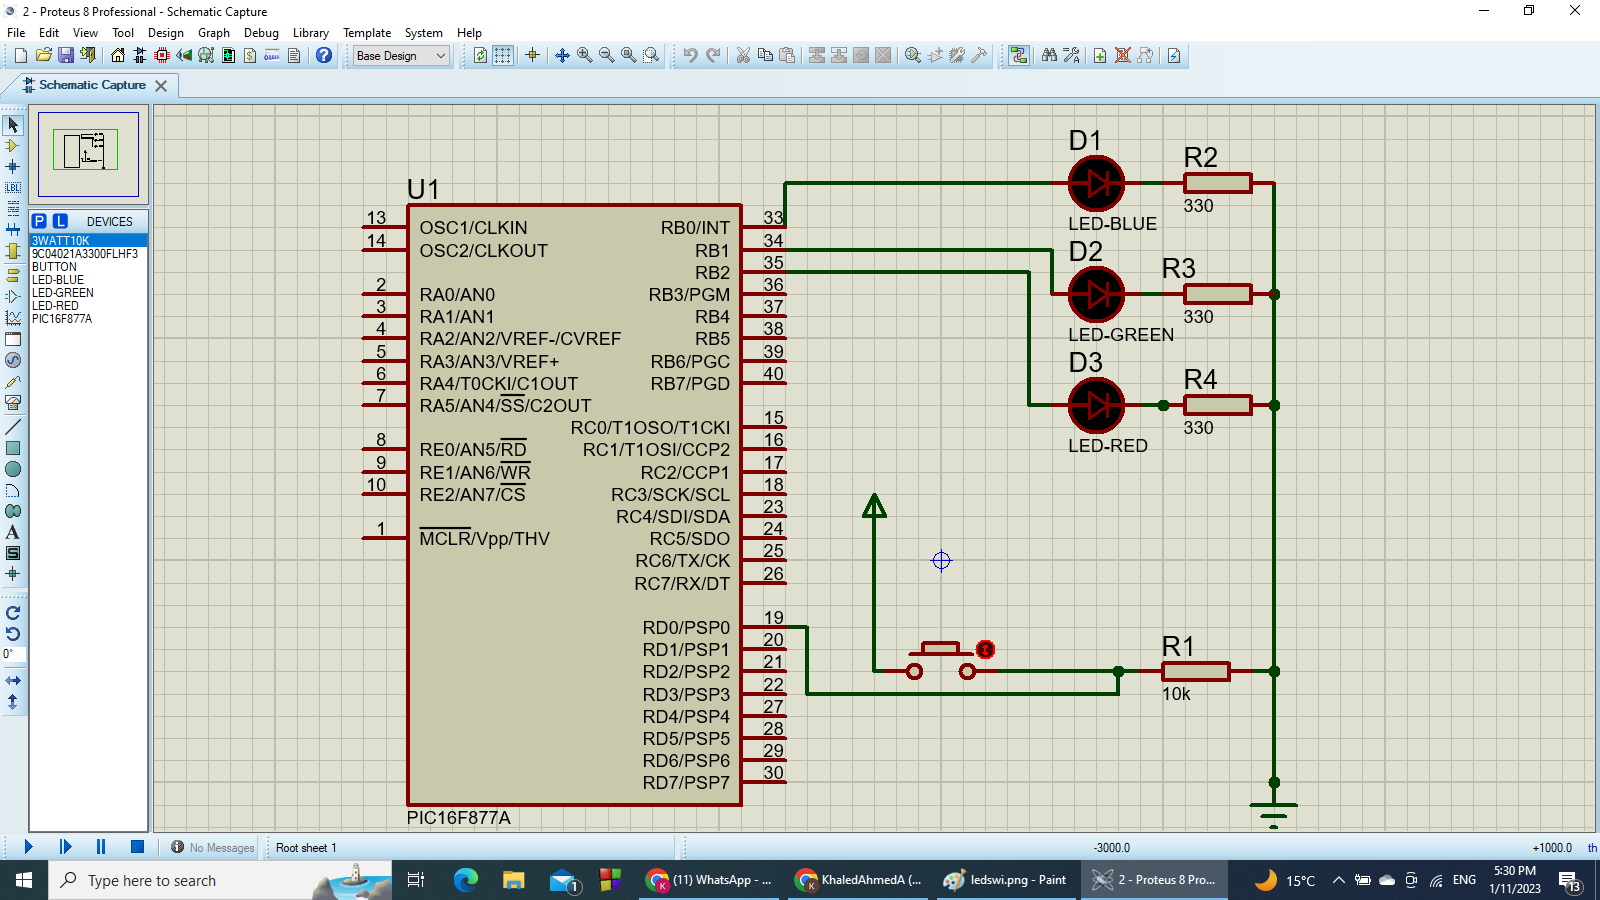 2 - Proteus 8 Professional - Schematic Capture
File Edit View Tool Design Graph Debug Library Template System Help
Base Design
Schematic Capture
P L DEVICES
3WATT10K
9C04021A3300FLHF3
BUTTON
LED-BLUE
LED-GREEN
LED-RED
PIC16F877A
LBL
A
S
0°
U1
13 OSC1/CLKIN
14 OSC2/CLKOUT
2 RA0/AN0
3 RA1/AN1
4 RA2/AN2/VREF-/CVREF
5 RA3/AN3/VREF+
6 RA4/T0CKI/C1OUT
7 RA5/AN4/SS/C2OUT
8 RE0/AN5/RD
9 RE1/AN6/WR
10 RE2/AN7/CS
1 MCLR/Vpp/THV
RB0/INT 33
RB1 34
RB2 35
RB3/PGM 36
RB4 37
RB5 38
RB6/PGC 39
RB7/PGD 40
RC0/T1OSO/T1CKI 15
RC1/T1OSI/CCP2 16
RC2/CCP1 17
RC3/SCK/SCL 18
RC4/SDI/SDA 23
RC5/SDO 24
RC6/TX/CK 25
RC7/RX/DT 26
RD0/PSP0 19
RD1/PSP1 20
RD2/PSP2 21
RD3/PSP3 22
RD4/PSP4 27
RD5/PSP5 28
RD6/PSP6 29
RD7/PSP7 30
PIC16F877A
D1
LED-BLUE
R2
330
D2
LED-GREEN
R3
330
D3
LED-RED
R4
330
R1
10k
No Messages
Root sheet 1
-3000.0
+1000.0
th
Type here to search
1
(11) WhatsApp - ...
KhaledAhmedA (...
ledswi.png - Paint
2 - Proteus 8 Pro...
15°C
ENG
5:30 PM
1/11/2023
13